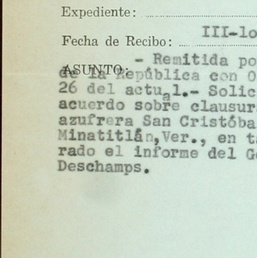 Expediente:
III-lo
Fecha de Recibo:
- Remitida po
ASUNTO:
de la República con O
26 del actual.- Solic
acuerdo sobre clausur
azufrera San Cristóba
Minatitlán,Ver., en ta
rado el informe del G
Deschamps.